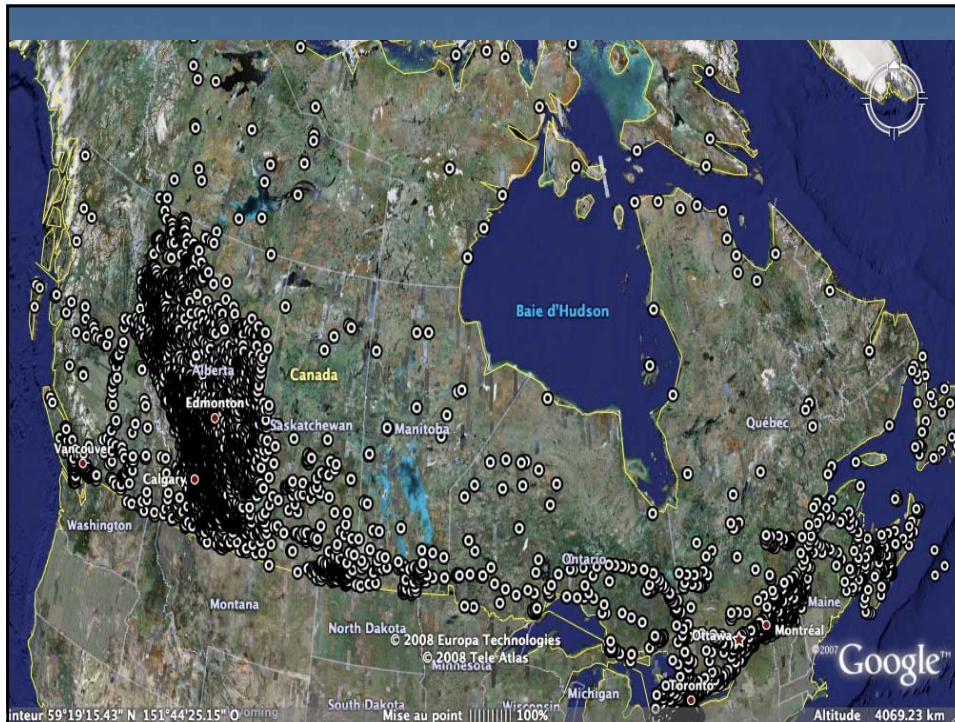 Baie d'Hudson
Alberta
Canada
Edmonton
Saskatchewan
Manitoba
Québec
Vancouver
Calgary
Washington
Ontario
Montana
Maine
North Dakota
Ottawa
Montréal
© 2008 Europa Technologies
© 2008 Tele Atlas
Minnesota
©2007 Google™
Michigan
Toronto
South Dakota
Wisconsin
inteur 59°19'15.43" N 151°44'25.15" O
Mise au point 100%
Altitude 4069.23 km